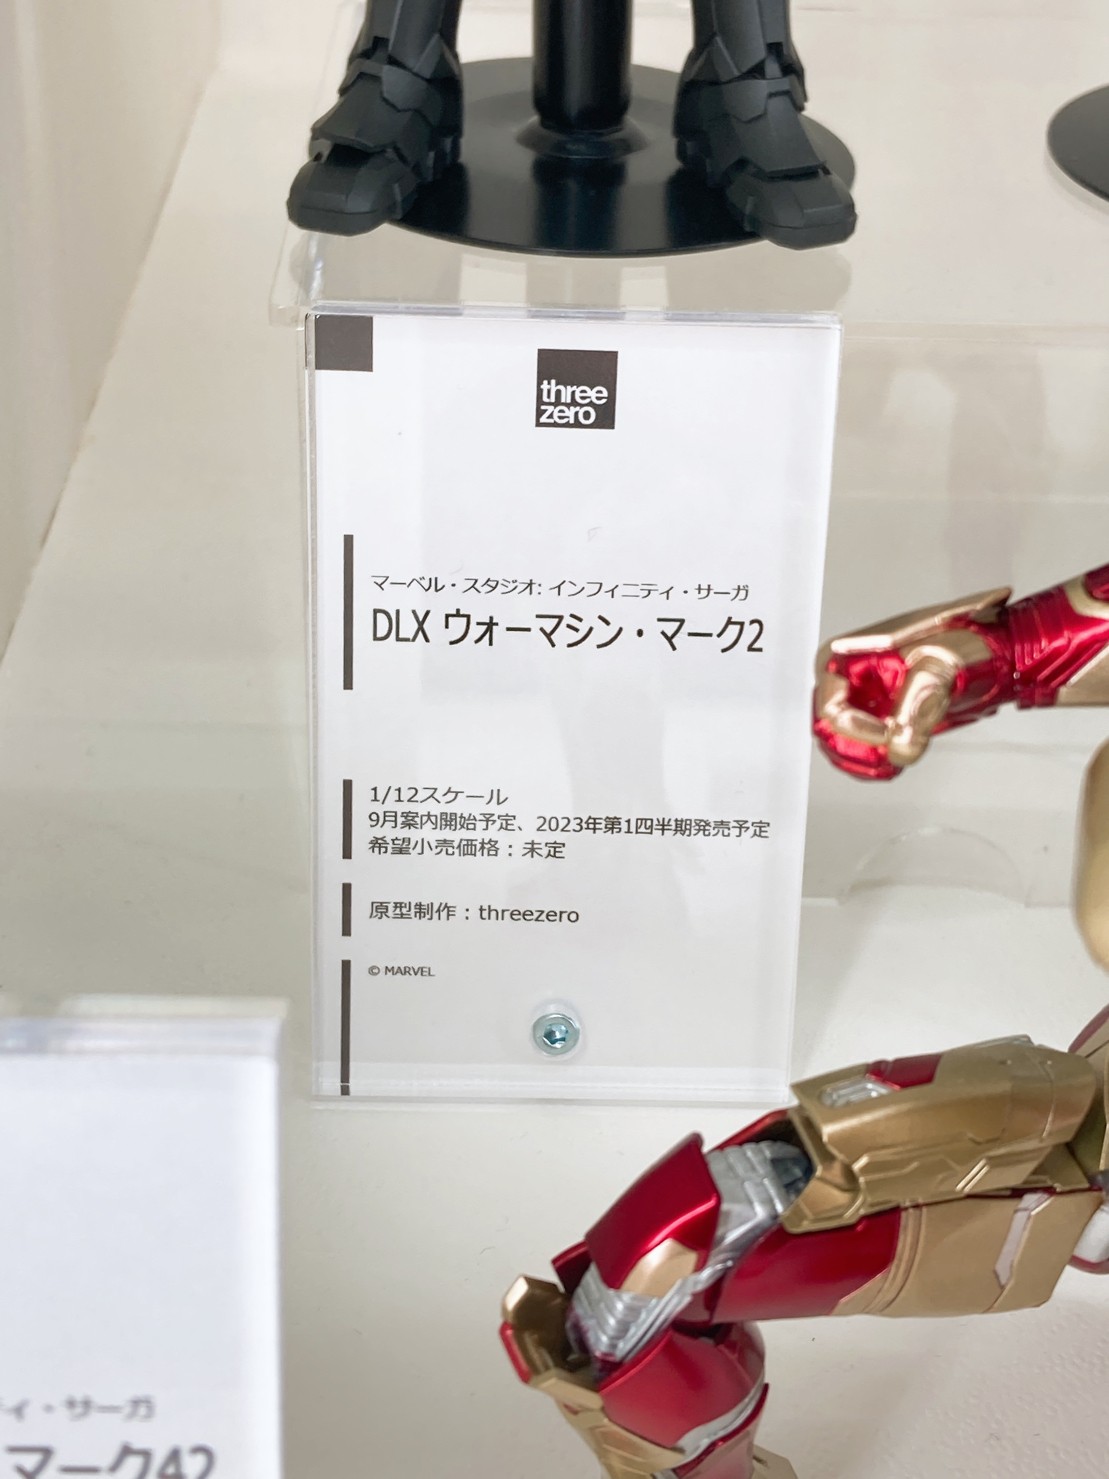 three
zero
マーベル・スタジオ: インフィニティ・サーガ
DLX ウォーマシン・マーク2
1/12スケール
9月案内開始予定、2023年第1四半期発売予定
希望小売価格：未定
原型制作：threezero
© MARVEL
ティ・サーガ
マーク42